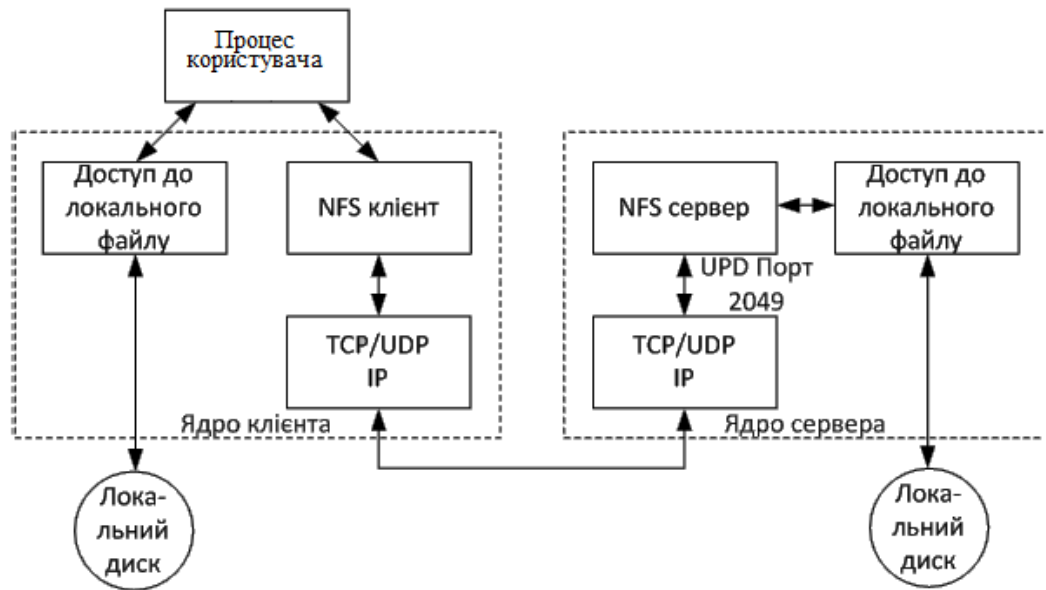 Процес
користувача
Доступ до
локального
файлу
NFS клієнт
NFS сервер
Доступ до
локального
файлу
UPD Порт
2049
TCP/UDP
IP
TCP/UDP
IP
Ядро клієнта
Ядро сервера
Лока-
льний
диск
Лока-
льний
диск